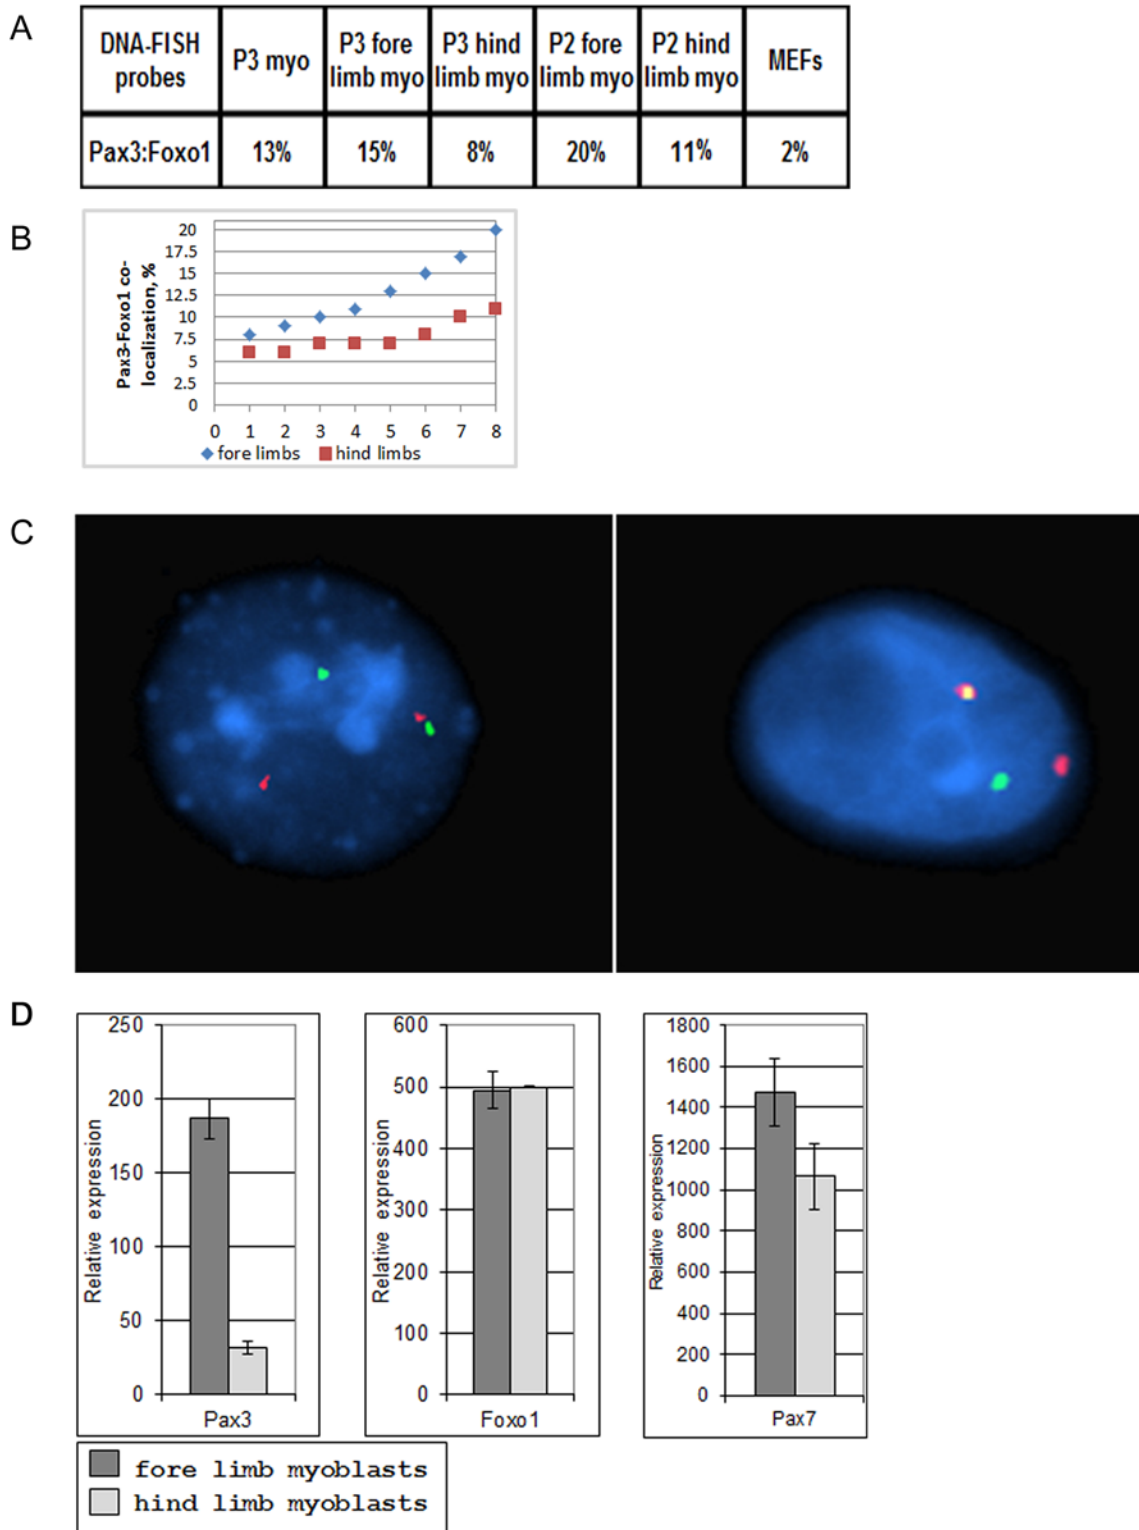 A
DNA-FISH probes
P3 myo
P3 fore limb myo
P3 hind limb myo
P2 fore limb myo
P2 hind limb myo
MEFs
Pax3:Foxo1
13%
15%
8%
20%
11%
2%
B
Pax3-Foxo1 co-
localization, %
20
17.5
15
12.5
10
7.5
5
2.5
0
0 1 2 3 4 5 6 7 8
fore limbs hind limbs
C
D
Relative expression
250
200
150
100
50
0
Pax3
Relative expression
600
500
400
300
200
100
0
Foxo1
Relative expression
1800
1600
1400
1200
1000
800
600
400
200
0
Pax7
fore limb myoblasts
hind limb myoblasts